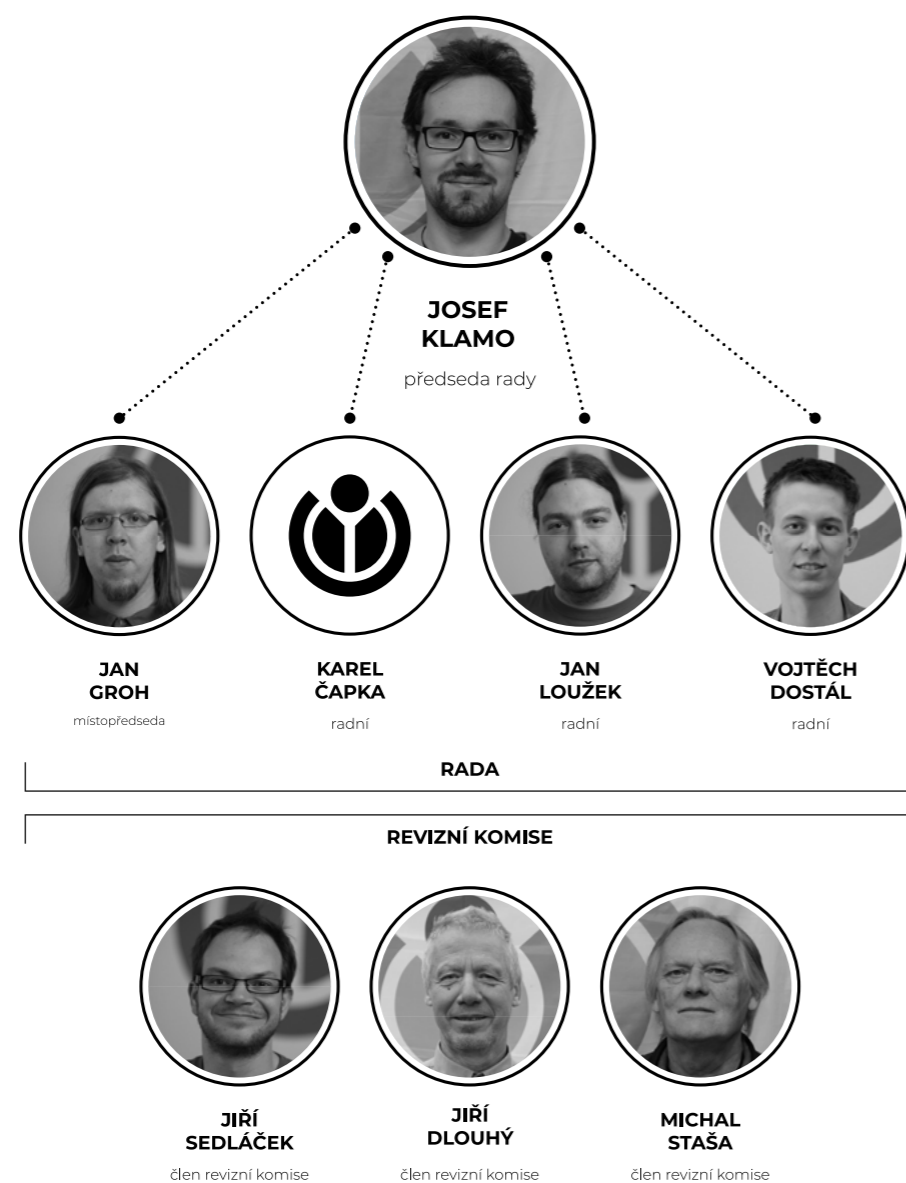 JOSEF
KLAMO
předseda rady
JAN
GROH
místopředseda
KAREL
ČAPKA
radní
JAN
LOUŽEK
radní
VOJTĚCH
DOSTÁL
radní
RADA
REVIZNÍ KOMISE
JIŘÍ
SEDLÁČEK
člen revizní komise
JIŘÍ
DLOUHÝ
člen revizní komise
MICHAL
STAŠA
člen revizní komise